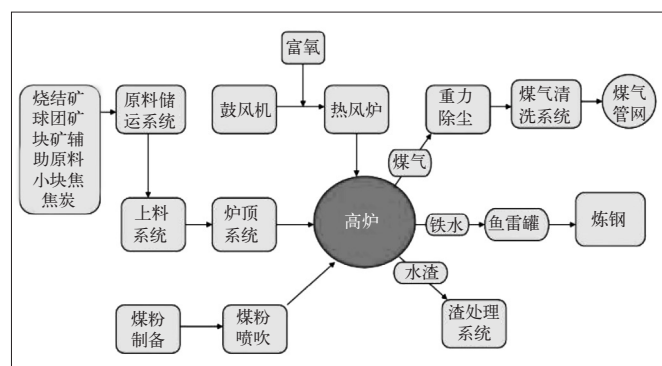 富氧
烧结矿
球团矿
块矿辅
助原料
小块焦
焦炭
原料储
运系统
鼓风机
热风炉
重力
除尘
煤气清
洗系统
煤气
管网
煤气
上料
系统
炉顶
系统
高炉
铁水
鱼雷罐
炼钢
水渣
渣处理
系统
煤粉
制备
煤粉
喷吹